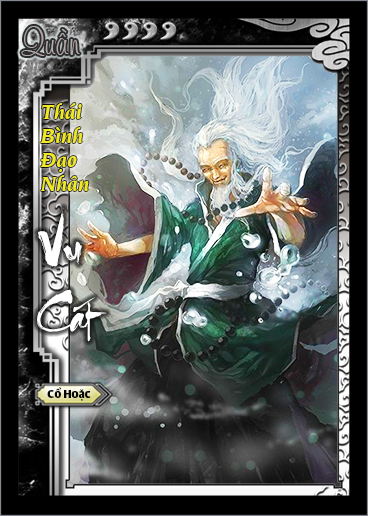 Quần
Thái
Bình
Đạo
Nhân
Vu
Cát
Cổ Hoặc